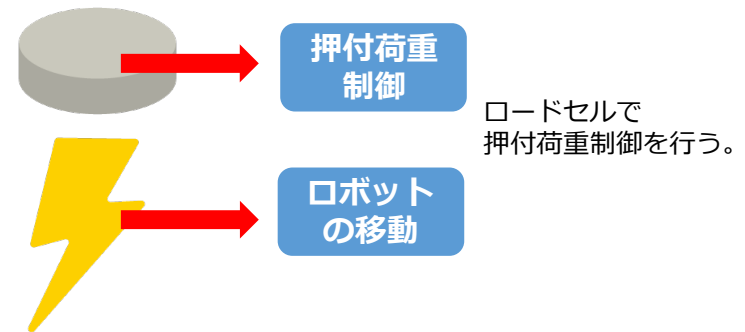 押付荷重
制御
ロードセルで
押付荷重制御を行う。
ロボット
の移動